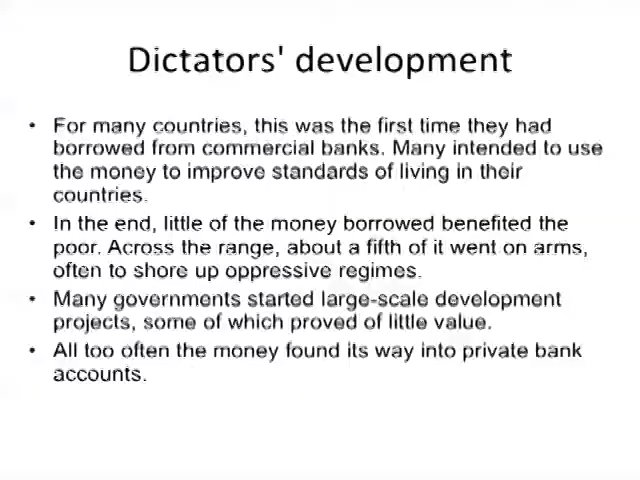 Dictators' development
• For many countries, this was the first time they had
borrowed from commercial banks. Many intended to use
the money to improve standards of living in their
countries.
• In the end, little of the money borrowed benefited the
poor. Across the range, about a fifth of it went on arms,
often to shore up oppressive regimes.
• Many governments started large-scale development
projects, some of which proved of little value.
• All too often the money found its way into private bank
accounts.